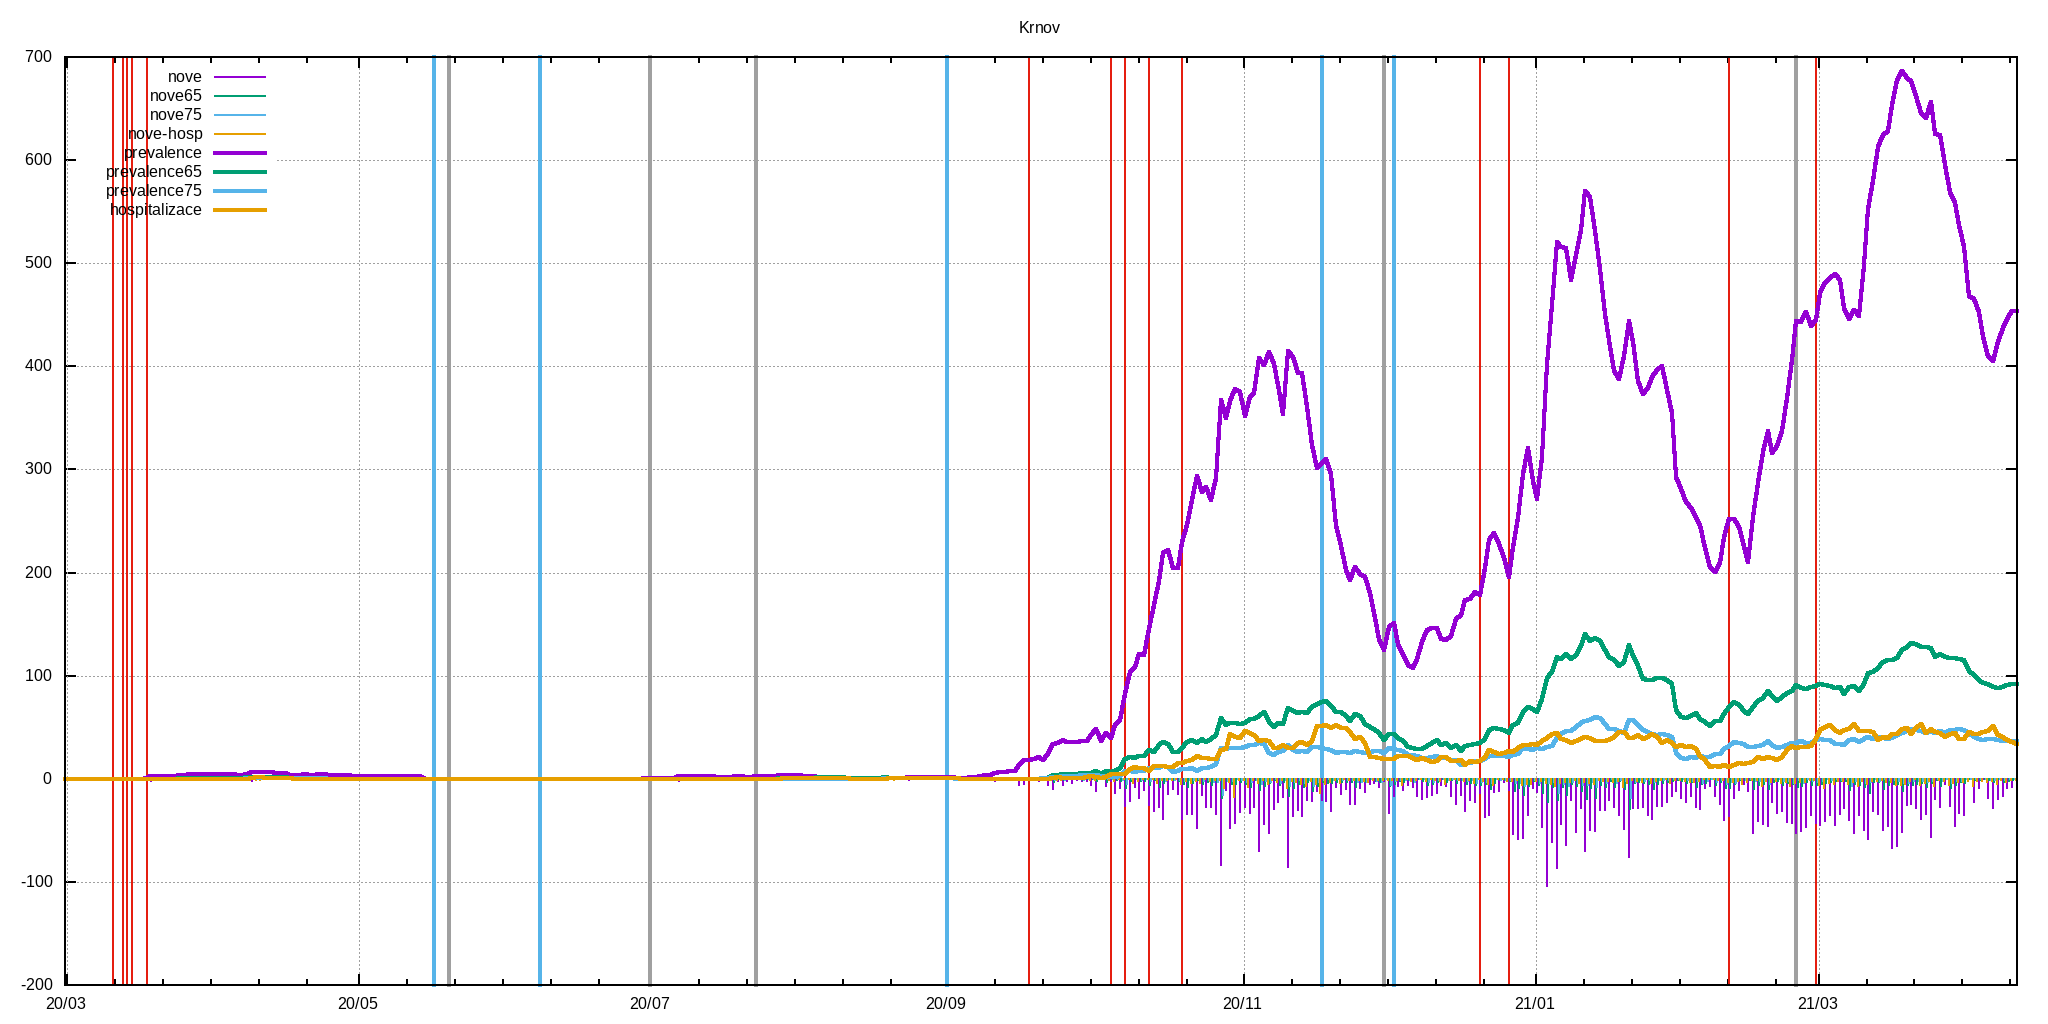 Krnov
700
600
500
400
300
200
100
0
-100
-200
nove
nove65
nove75
nove-hosp
prevalence
prevalence65
prevalence75
hospitalizace
20/03 20/05 20/07 20/09 20/11 21/01 21/03